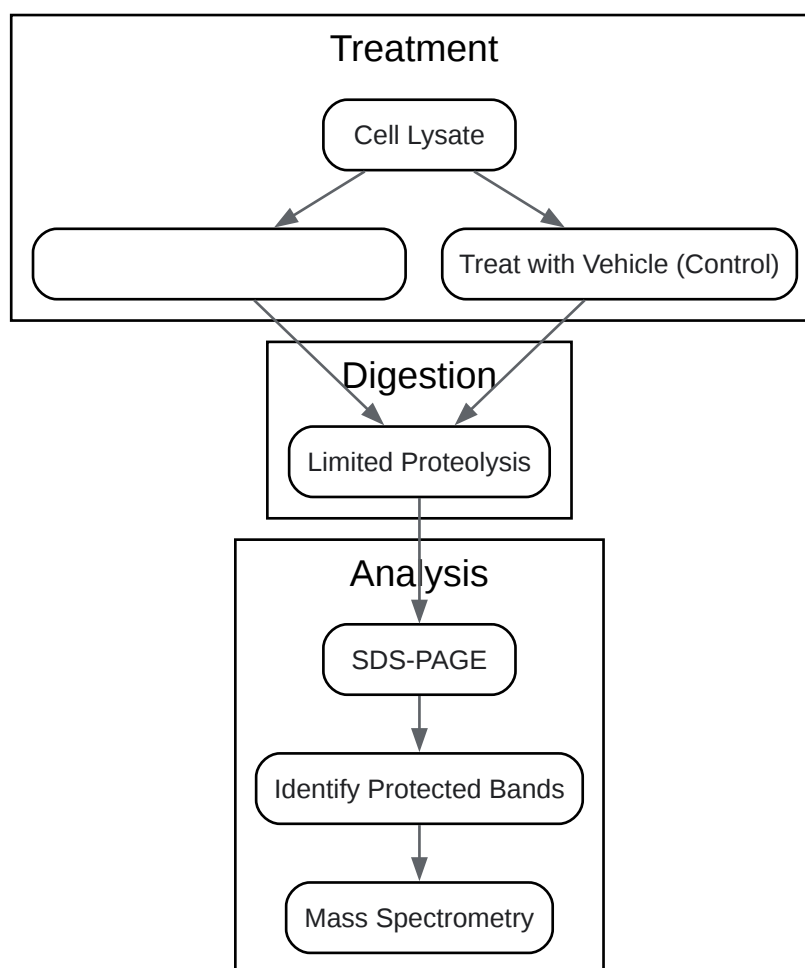 Treatment
Cell Lysate
Treat with Vehicle (Control)
Digestion
Limited Proteolysis
Analysis
SDS-PAGE
Identify Protected Bands
Mass Spectrometry